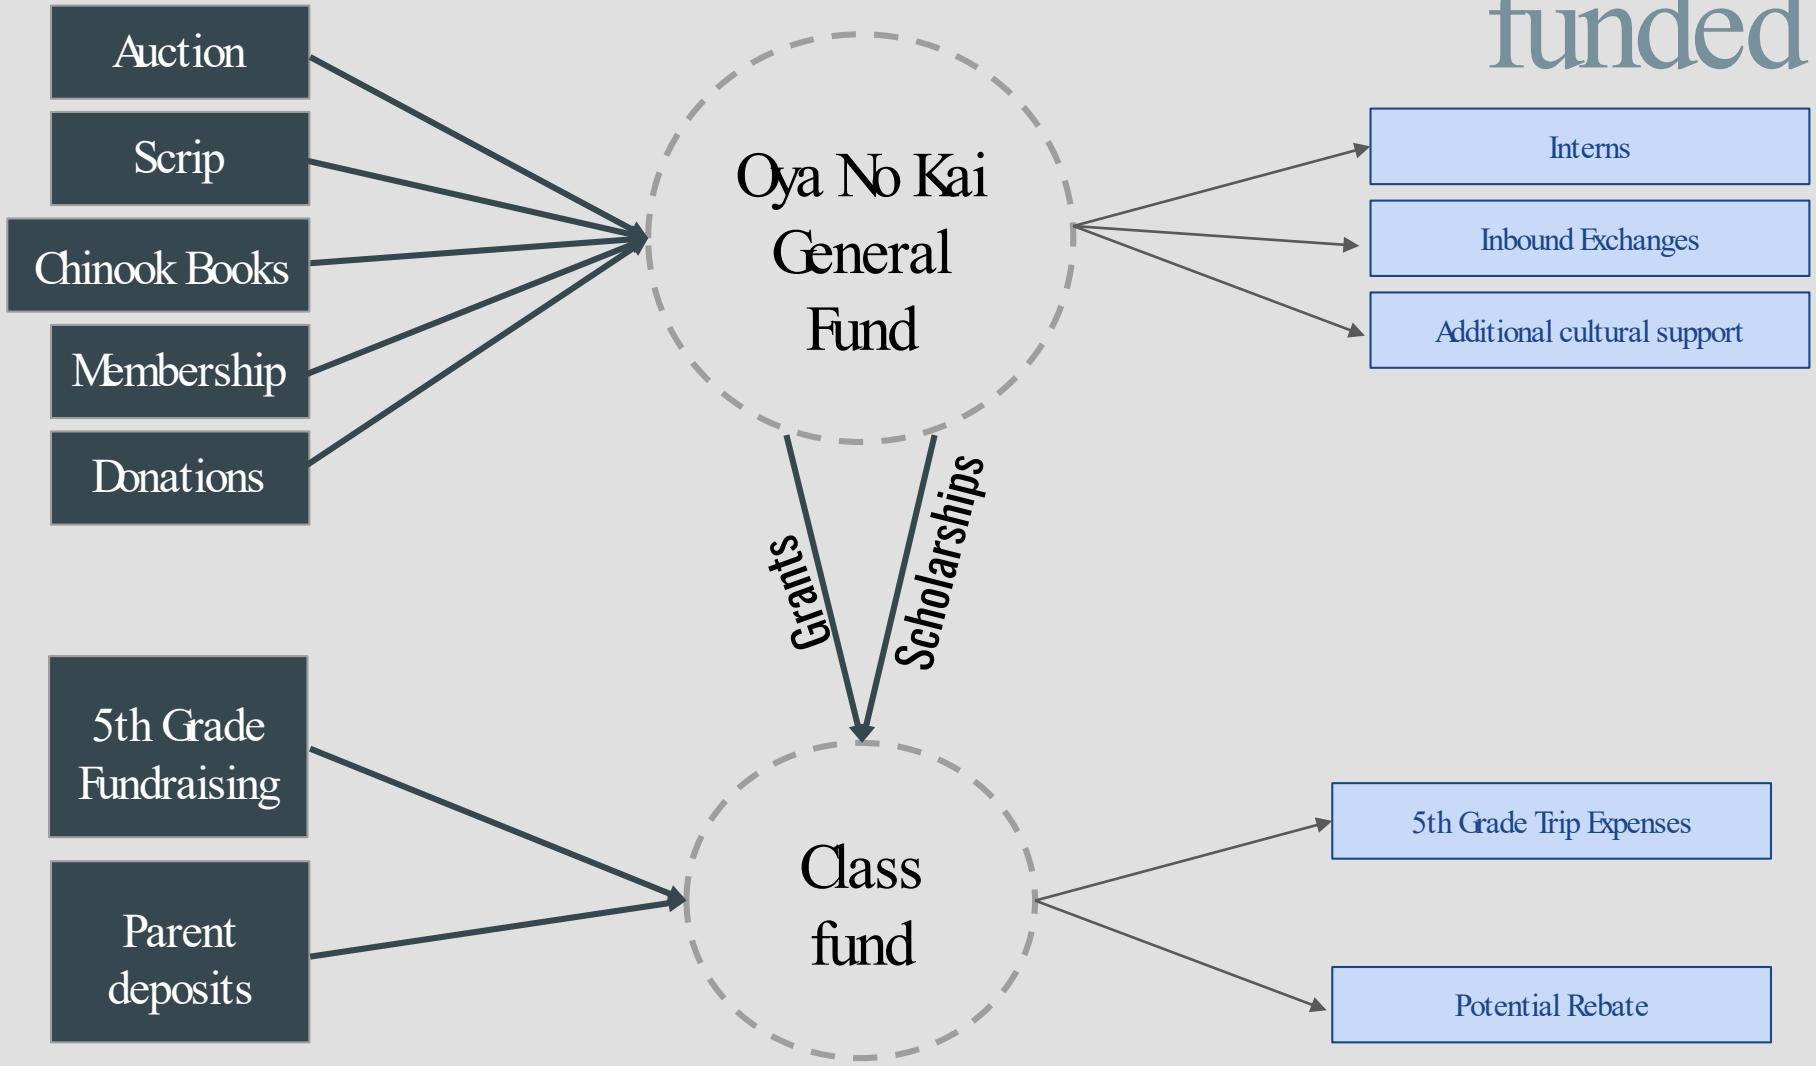 funded
Auction
Scrip
Chinook Books
Membership
Donations
Oya No Kai
General
Fund
Interns
Inbound Exchanges
Additional cultural support
Grants
Scholarships
5th Grade
Fundraising
Parent
deposits
Class
fund
5th Grade Trip Expenses
Potential Rebate